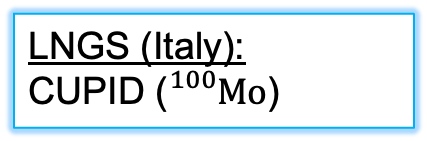 LNGS (Italy):
CUPID (¹⁰⁰Mo)